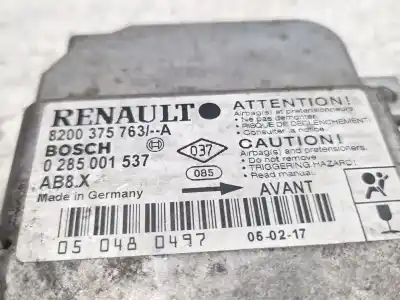 RENAULT
8200 375 763/--A
BOSCH
0 285 001 537
AB8.X
Made in Germany
037
085
ATTENTION!
Airbag(s) et pretensionneurs
• Ne pas demonter
• RISQUE DE DECLENCHEMENT!
• Consulter la notice
CAUTION!
Airbag(s) and pretensioners.
• Do not remove
• TRIGGERING HAZARD!
• Read manual
AVANT
05 048 0497
05-02-17